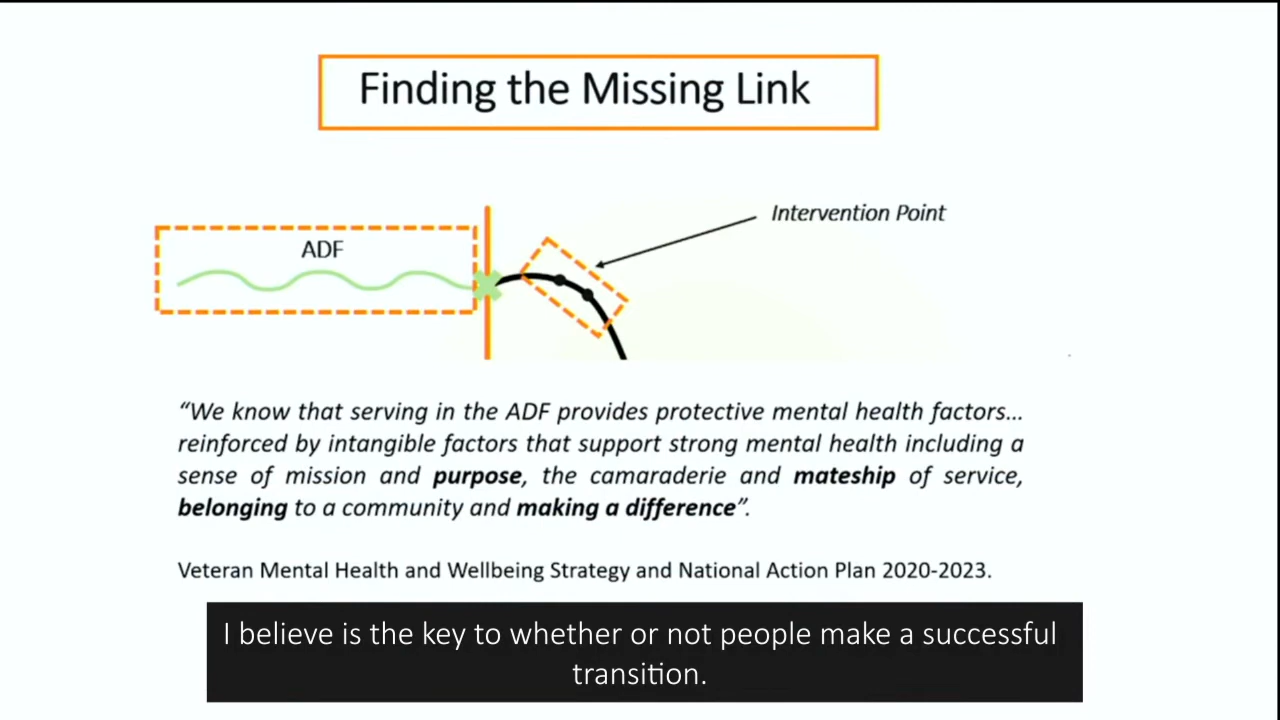 Finding the Missing Link
Intervention Point
ADF
“We know that serving in the ADF provides protective mental health factors...
reinforced by intangible factors that support strong mental health including a
sense of mission and purpose, the camaraderie and mateship of service,
belonging to a community and making a difference”.
Veteran Mental Health and Wellbeing Strategy and National Action Plan 2020-2023.
I believe is the key to whether or not people make a successful
transition.